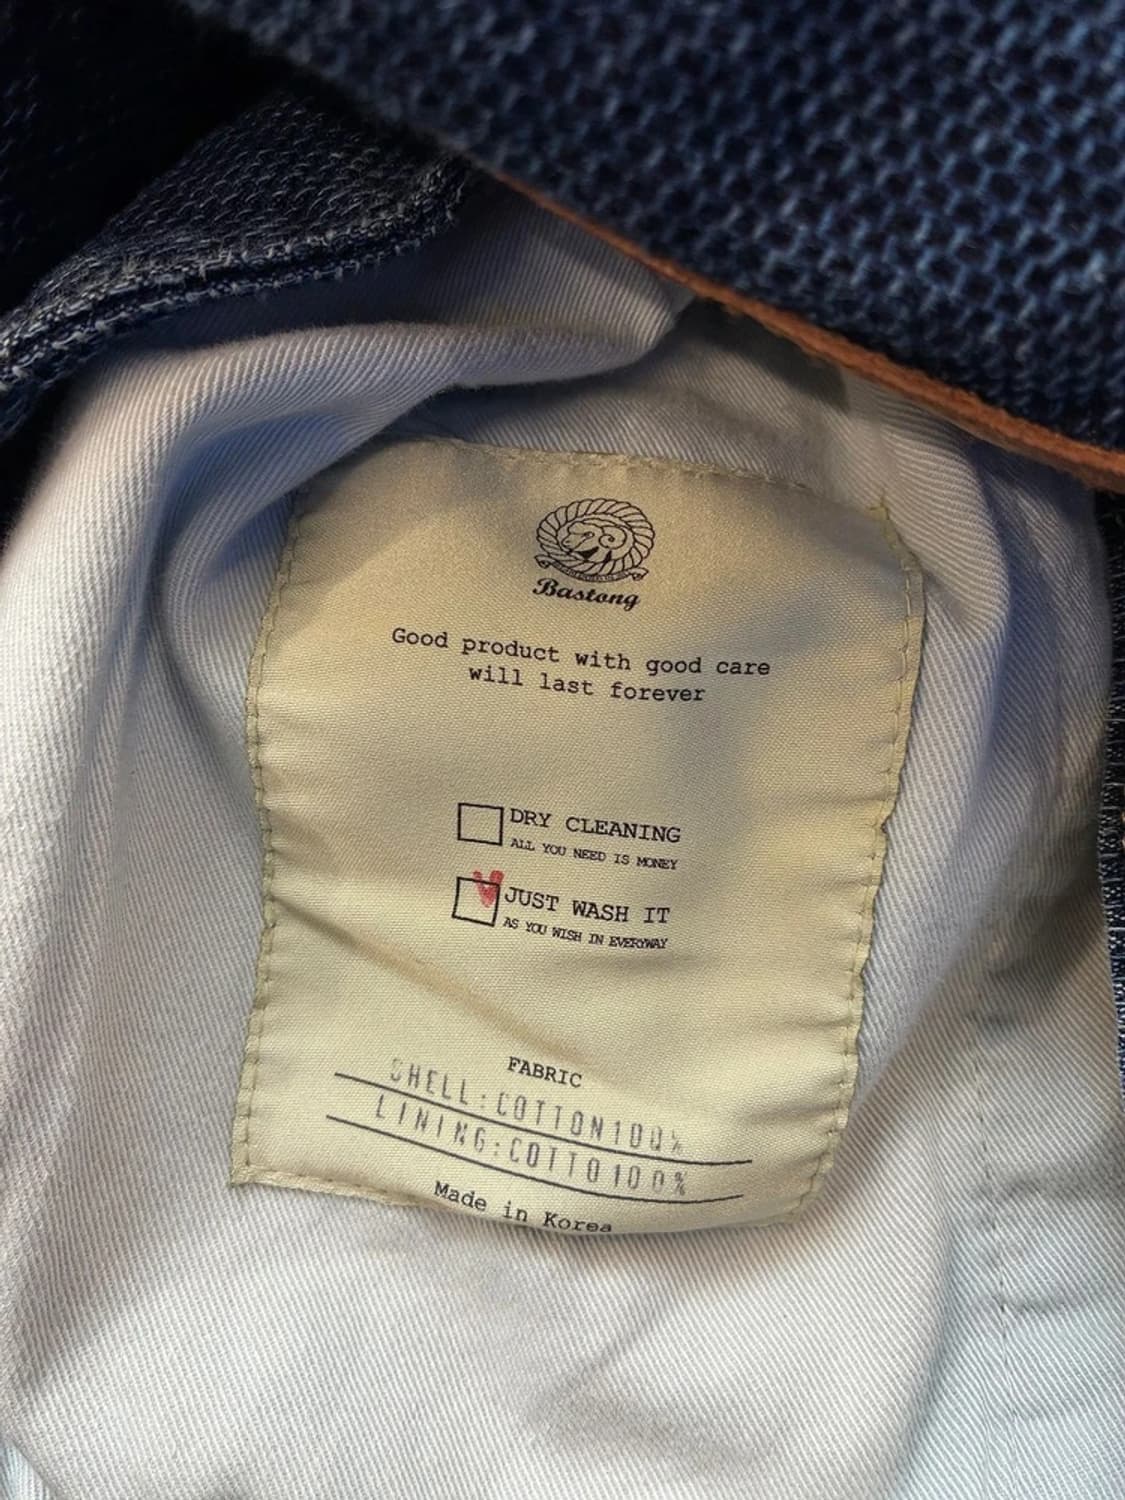 Bastong
Good product with good care
will last forever
DRY CLEANING
ALL YOU NEED IS MONEY
JUST WASH IT
AS YOU WISH IN EVERYWAY
FABRIC
SHELL:COTTON100%
LINING:COTTO100%
Made in Korea